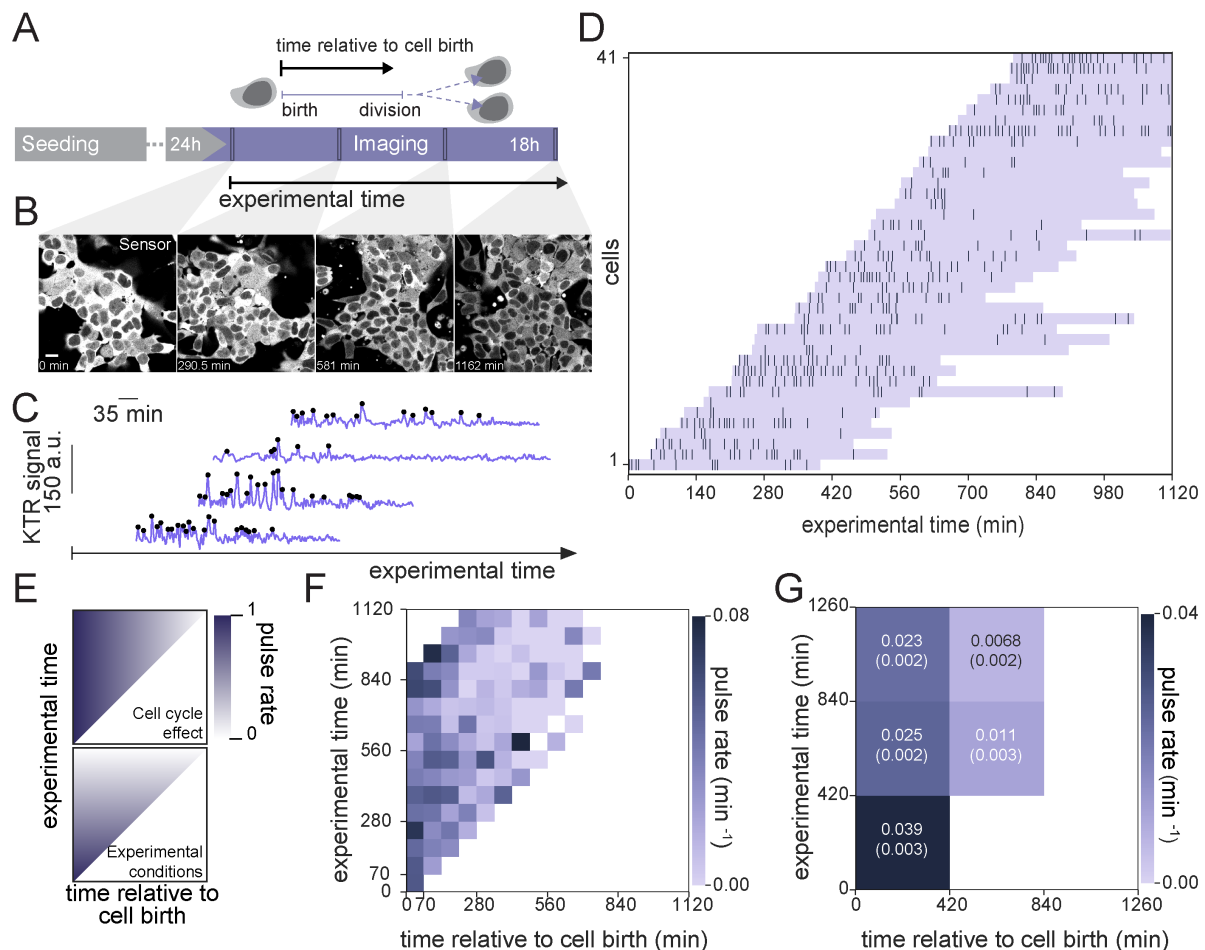 A
time relative to cell birth
birth
division
Seeding
24h
Imaging
18h
experimental time
B
Sensor
0 min
290.5 min
581 min
1162 min
C
35 min
KTR signal
150 a.u.
experimental time
D
41
cells
1
0
140
280
420
560
700
840
980
1120
experimental time (min)
E
experimental time
1
pulse rate
0
Cell cycle
effect
Experimental
conditions
time relative to
cell birth
F
experimental time (min)
1120
840
560
280
70
0
0
70
280
560
840
1120
time relative to cell birth (min)
0.08
pulse rate (min -1)
0.00
G
experimental time (min)
1260
840
420
0
0.023
(0.002)
0.0068
(0.002)
0.025
(0.002)
0.011
(0.003)
0.039
(0.003)
0
420
840
1260
time relative to cell birth (min)
0.04
pulse rate (min -1)
0.00